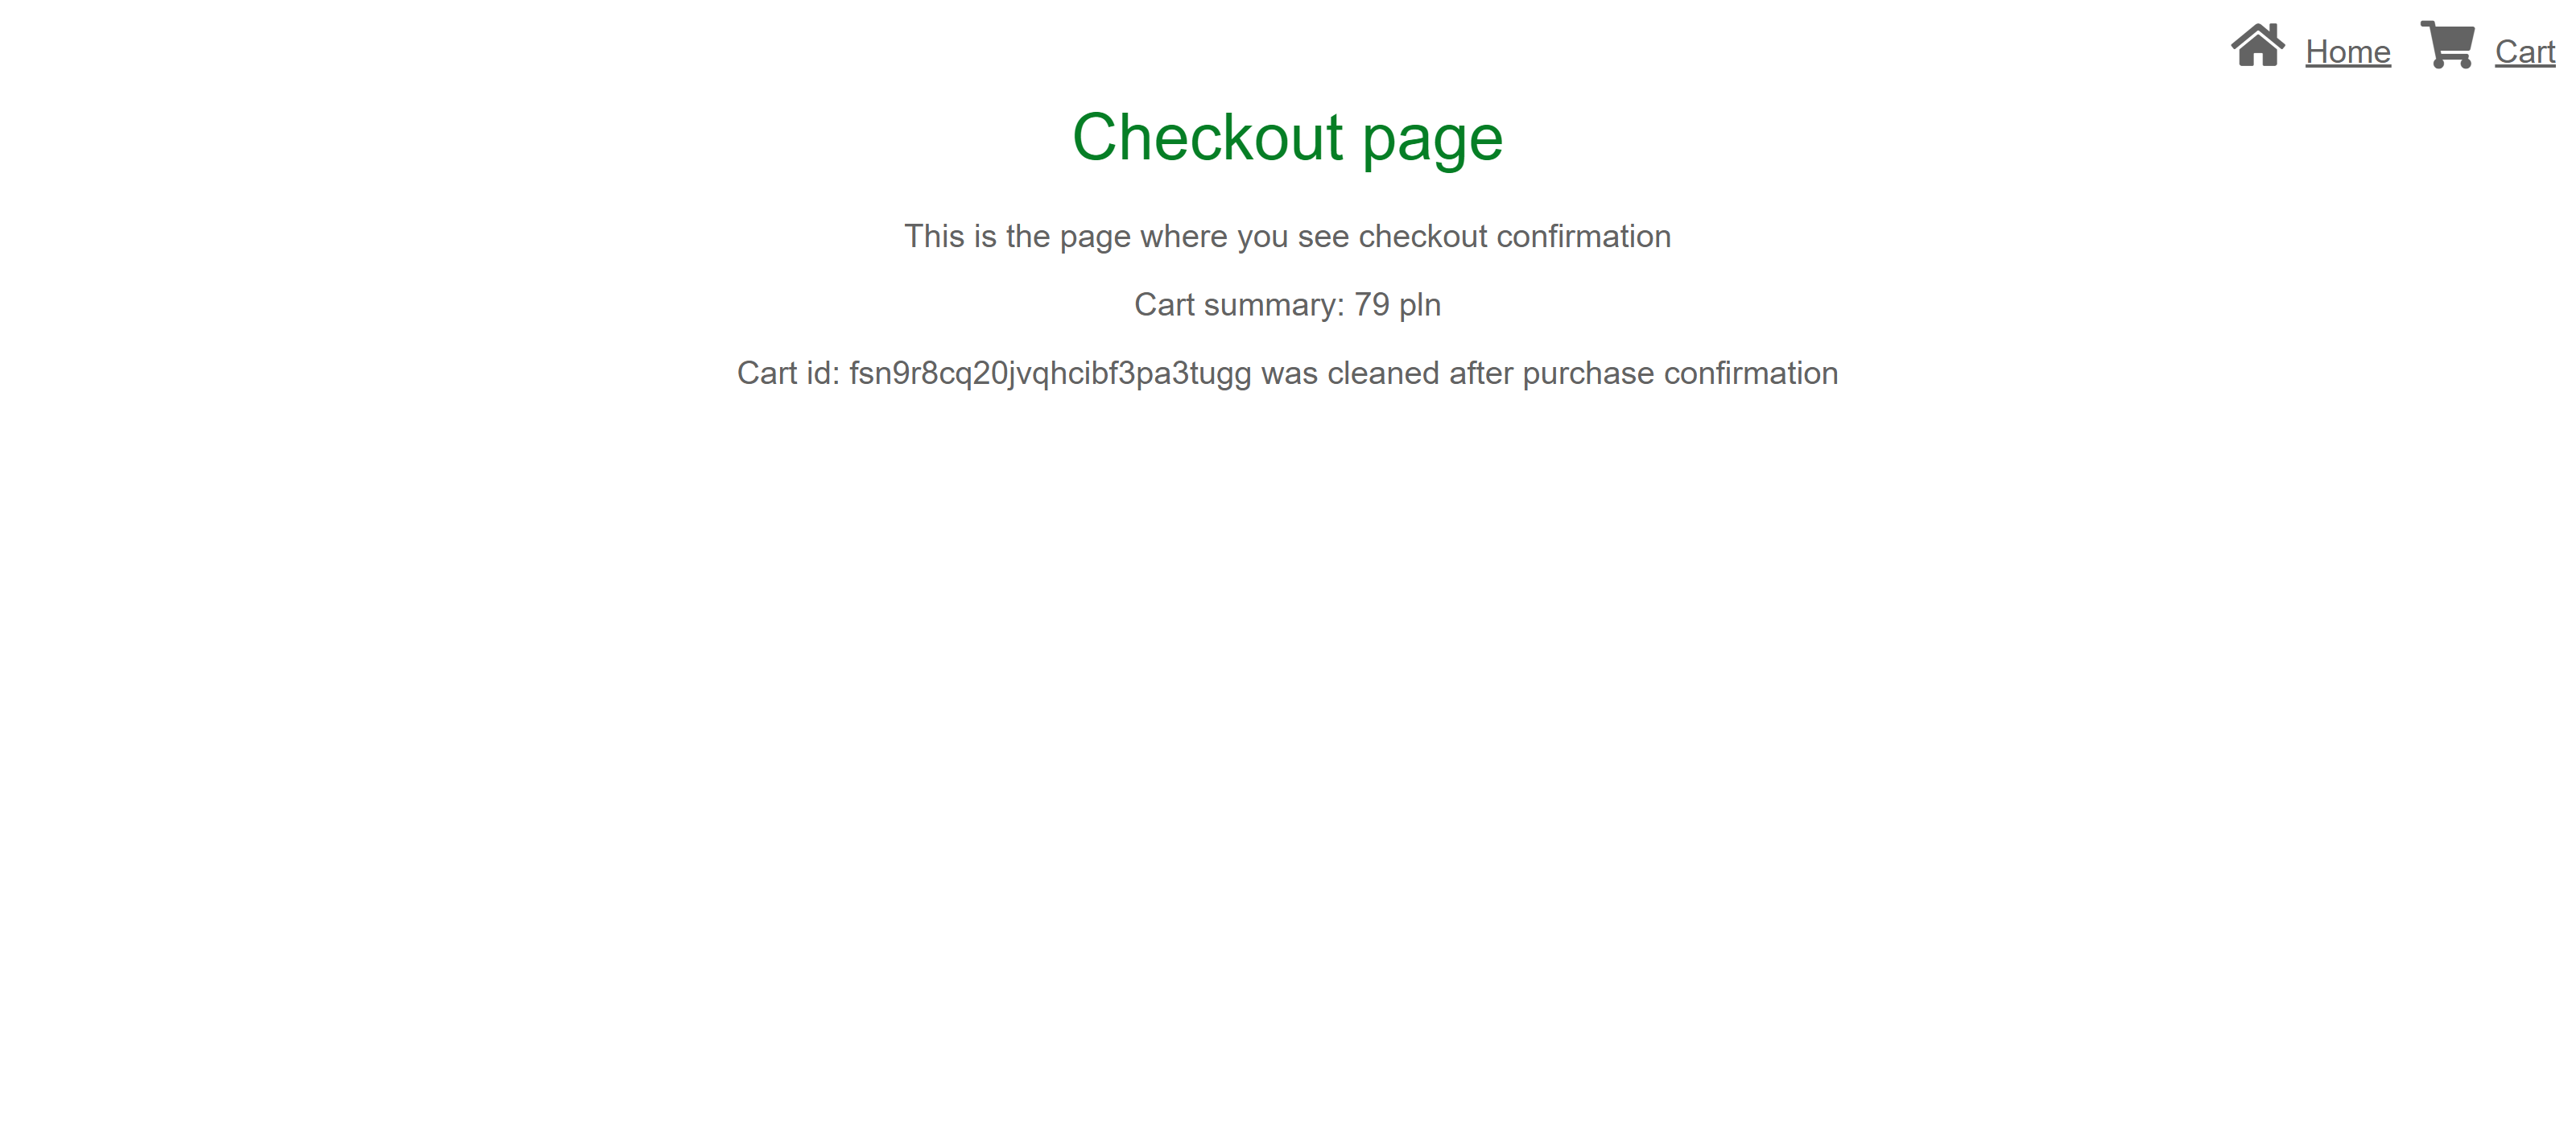 Home Cart
Checkout page
This is the page where you see checkout confirmation
Cart summary: 79 pln
Cart id: fsn9r8cq20jvqhcibf3pa3tugg was cleaned after purchase confirmation